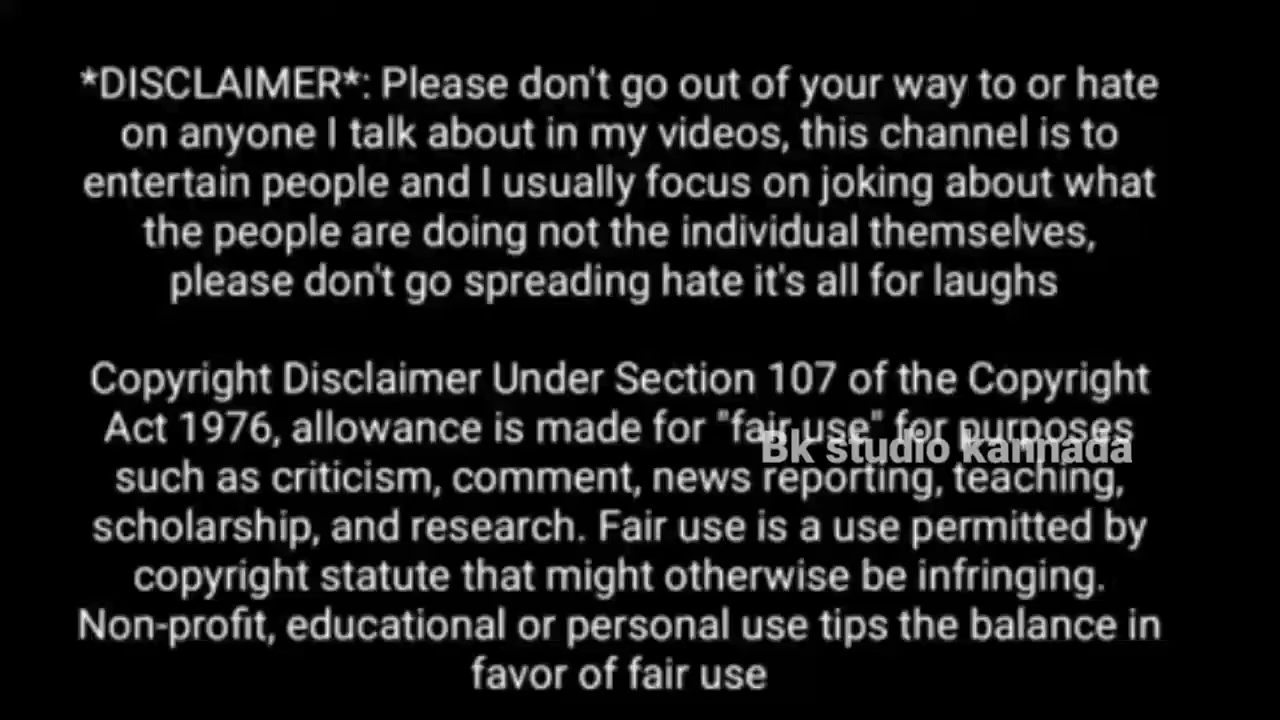 *DISCLAIMER*: Please don't go out of your way to or hate
on anyone I talk about in my videos, this channel is to
entertain people and I usually focus on joking about what
the people are doing not the individual themselves,
please don't go spreading hate it's all for laughs
Copyright Disclaimer Under Section 107 of the Copyright
Act 1976, allowance is made for "fair use" for purposes
Bk studio kannada
such as criticism, comment, news reporting, teaching,
scholarship, and research. Fair use is a use permitted by
copyright statute that might otherwise be infringing.
Non-profit, educational or personal use tips the balance in
favor of fair use